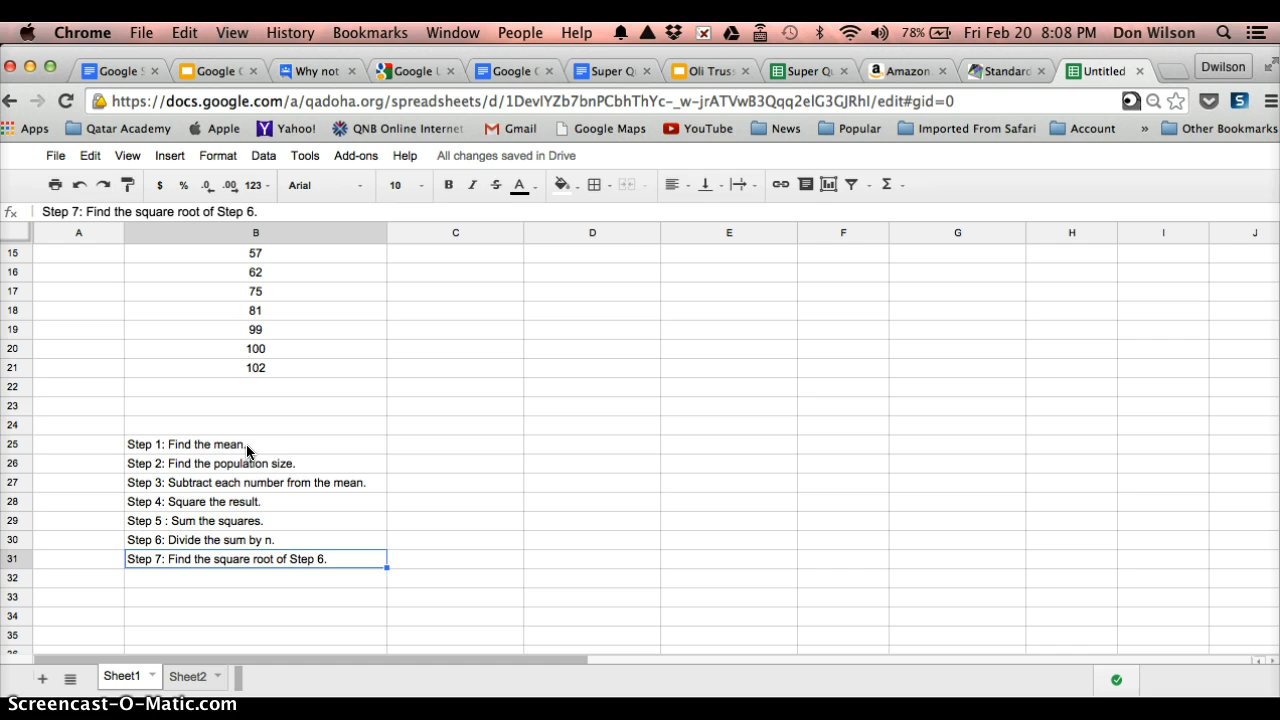 Chrome File Edit View History Bookmarks Window People Help 78% Fri Feb 20 8:08 PM Don Wilson
Google S Google C Why not Google L Google C Super Q Oli Trus Super Q Amazon Standard Untitled Dwilson
https://docs.google.com/a/qadoha.org/spreadsheets/d/1DevIYZb7bnPCbhThYc-_w-jrATVwB3Qqq2elG3GJRhI/edit#gid=0
Apps Qatar Academy Apple Yahoo! QNB Online Internet Gmail Google Maps YouTube News Popular Imported From Safari Account » Other Bookmarks
File Edit View Insert Format Data Tools Add-ons Help All changes saved in Drive
$ % .0 .00 123 Arial 10 B I S A Σ
fx Step 7: Find the square root of Step 6.
A B C D E F G H I J
15 57
16 62
17 75
18 81
19 99
20 100
21 102
22
23
24
25 Step 1: Find the mean.
26 Step 2: Find the population size.
27 Step 3: Subtract each number from the mean.
28 Step 4: Square the result.
29 Step 5 : Sum the squares.
30 Step 6: Divide the sum by n.
31 Step 7: Find the square root of Step 6.
32
33
34
35
Sheet1 Sheet2
Screencast-O-Matic.com